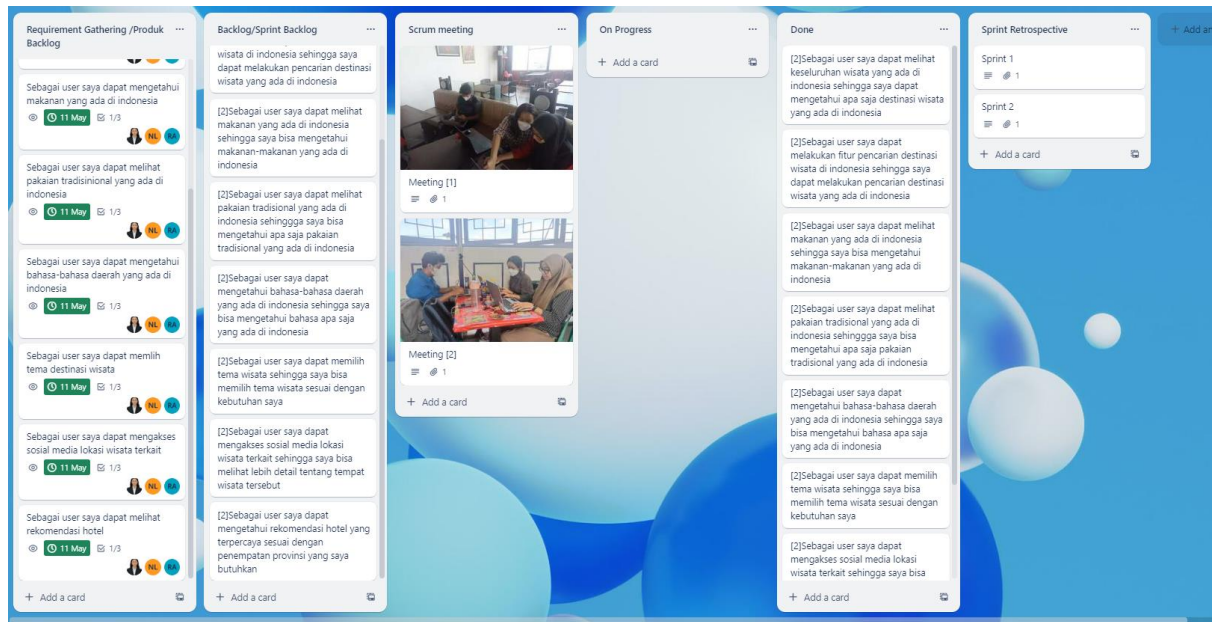 Requirement Gathering /Produk
Backlog
Sebagai user saya dapat mengetahui
makanan yang ada di indonesia
11 May
1/3
NL
RA
Sebagai user saya dapat melihat
pakaian tradisinional yang ada di
indonesia
11 May
1/3
NL
RA
Sebagai user saya dapat mengetahui
bahasa-bahasa daerah yang ada di
indonesia
11 May
1/3
NL
RA
Sebagai user saya dapat memlih
tema destinasi wisata
11 May
1/3
NL
RA
Sebagai user saya dapat mengakses
sosial media lokasi wisata terkait
11 May
1/3
NL
RA
Sebagai user saya dapat melihat
rekomendasi hotel
11 May
1/3
NL
RA
+ Add a card
Backlog/Sprint Backlog
wisata di indonesia sehingga saya
dapat melakukan pencarian destinasi
wisata yang ada di indonesia
[2]Sebagai user saya dapat melihat
makanan yang ada di indonesia
sehingga saya bisa mengetahui
makanan-makanan yang ada di
indonesia
[2]Sebagai user saya dapat melihat
pakaian tradisional yang ada di
indonesia sehinggga saya bisa
mengetahui apa saja pakaian
tradisional yang ada di indonesia
[2]Sebagai user saya dapat
mengetahui bahasa-bahasa daerah
yang ada di indonesia sehingga saya
bisa mengetahui bahasa apa saja
yang ada di indonesia
[2]Sebagai user saya dapat memilih
tema wisata sehingga saya bisa
memilih tema wisata sesuai dengan
kebutuhan saya
[2]Sebagai user saya dapat
mengakses sosial media lokasi
wisata terkait sehingga saya bisa
melihat lebih detail tentang tempat
wisata tersebut
[2]Sebagai user saya dapat
mengetahui rekomendasi hotel yang
terpercaya sesuai dengan
penempatan provinsi yang saya
butuhkan
+ Add a card
Scrum meeting
Meeting [1]
1
Meeting [2]
1
+ Add a card
On Progress
+ Add a card
Done
[2]Sebagai user saya dapat melihat
keseluruhan wisata yang ada di
indonesia sehingga saya dapat
mengetahui apa saja destinasi wisata
yang ada di indonesia
[2]Sebagai user saya dapat
melakukan fitur pencarian destinasi
wisata di indonesia sehingga saya
dapat melakukan pencarian destinasi
wisata yang ada di indonesia
[2]Sebagai user saya dapat melihat
makanan yang ada di indonesia
sehingga saya bisa mengetahui
makanan-makanan yang ada di
indonesia
[2]Sebagai user saya dapat melihat
pakaian tradisional yang ada di
indonesia sehingga saya bisa
mengetahui apa saja pakaian
tradisional yang ada di indonesia
[2]Sebagai user saya dapat
mengetahui bahasa-bahasa daerah
yang ada di indonesia sehingga saya
bisa mengetahui bahasa apa saja
yang ada di indonesia
[2]Sebagai user saya dapat memilih
tema wisata sehingga saya bisa
memilih tema wisata sesuai dengan
kebutuhan saya
[2]Sebagai user saya dapat
mengakses sosial media lokasi
wisata terkait sehingga saya bisa
+ Add a card
Sprint Retrospective
Sprint 1
1
Sprint 2
1
+ Add a card
+ Add